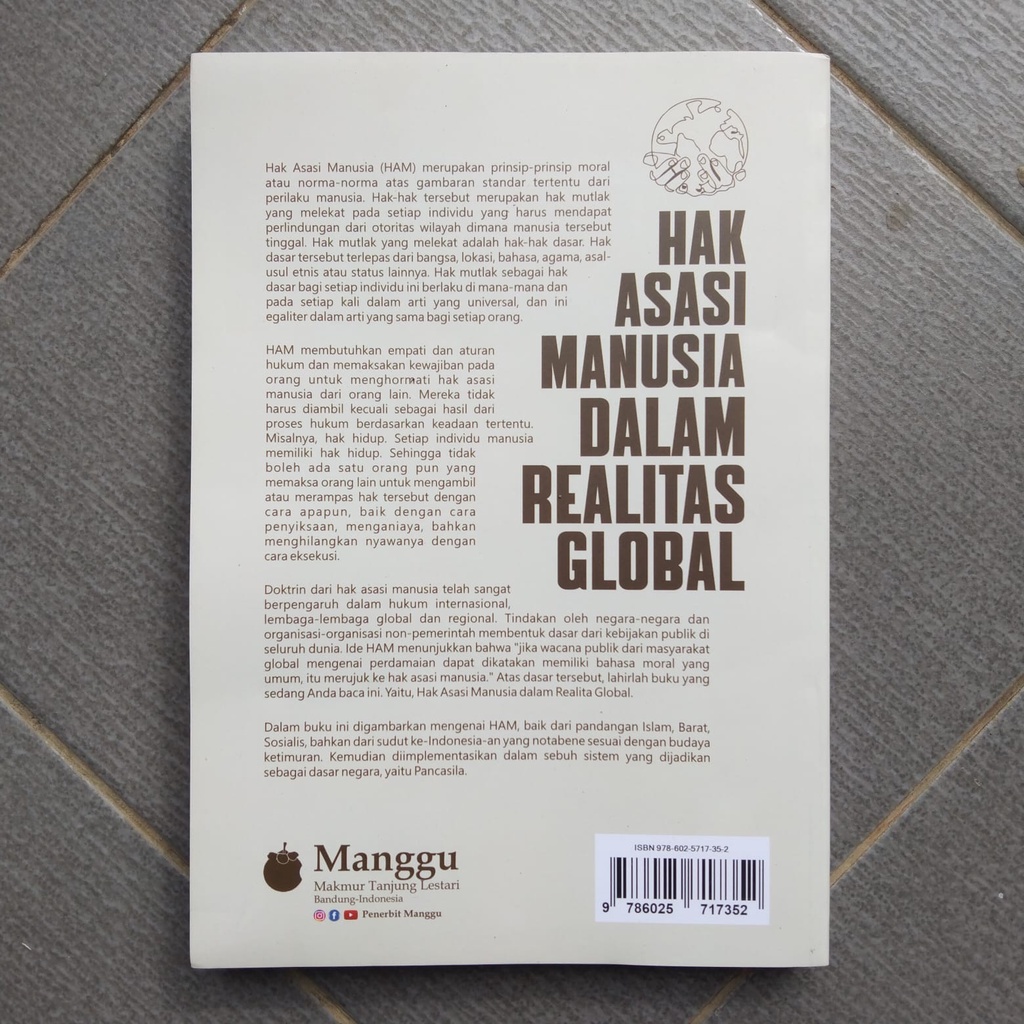 Hak Asasi Manusia (HAM) merupakan prinsip-prinsip moral
atau norma-norma atas gambaran standar tertentu dari
perilaku manusia. Hak-hak tersebut merupakan hak mutlak
yang melekat pada setiap individu yang harus mendapat
perlindungan dari otoritas wilayah dimana manusia tersebut
tinggal. Hak mutlak yang melekat adalah hak-hak dasar. Hak
dasar tersebut terlepas dari bangsa, lokasi, bahasa, agama, asal-
usul etnis atau status lainnya. Hak mutlak sebagai hak
dasar bagi setiap individu ini berlaku di mana-mana dan
pada setiap kali dalam arti yang universal, dan ini
egaliter dalam arti yang sama bagi setiap orang.
HAM membutuhkan empati dan aturan
hukum dan memaksakan kewajiban pada
orang untuk menghormati hak asasi
manusia dari orang lain. Mereka tidak
harus diambil kecuali sebagai hasil dari
proses hukum berdasarkan keadaan tertentu.
Misalnya, hak hidup. Setiap individu manusia
memiliki hak hidup. Sehingga tidak
boleh ada satu orang pun yang
memaksa orang lain untuk mengambil
atau merampas hak tersebut dengan
cara apapun, baik dengan cara
penyiksaan, menganiaya, bahkan
menghilangkan nyawanya dengan
cara eksekusi.
Doktrin dari hak asasi manusia telah sangat
berpengaruh dalam hukum internasional,
lembaga-lembaga global dan regional. Tindakan oleh negara-negara dan
organisasi-organisasi non-pemerintah membentuk dasar dari kebijakan publik di
seluruh dunia. Ide HAM menunjukkan bahwa "jika wacana publik dari masyarakat
global mengenai perdamaian dapat dikatakan memiliki bahasa moral yang
umum, itu merujuk ke hak asasi manusia." Atas dasar tersebut, lahirlah buku yang
sedang Anda baca ini. Yaitu, Hak Asasi Manusia dalam Realita Global.
Dalam buku ini digambarkan mengenai HAM, baik dari pandangan Islam, Barat,
Sosialis, bahkan dari sudut ke-Indonesia-an yang notabene sesuai dengan budaya
ketimuran. Kemudian diimplementasikan dalam sebuh sistem yang dijadikan
sebagai dasar negara, yaitu Pancasila.
HAK
ASASI
MANUSIA
DALAM
REALITAS
GLOBAL
Manggu
Makmur Tanjung Lestari
Bandung-Indonesia
Penerbit Manggu
ISBN 978-602-5717-35-2
9 786025 717352